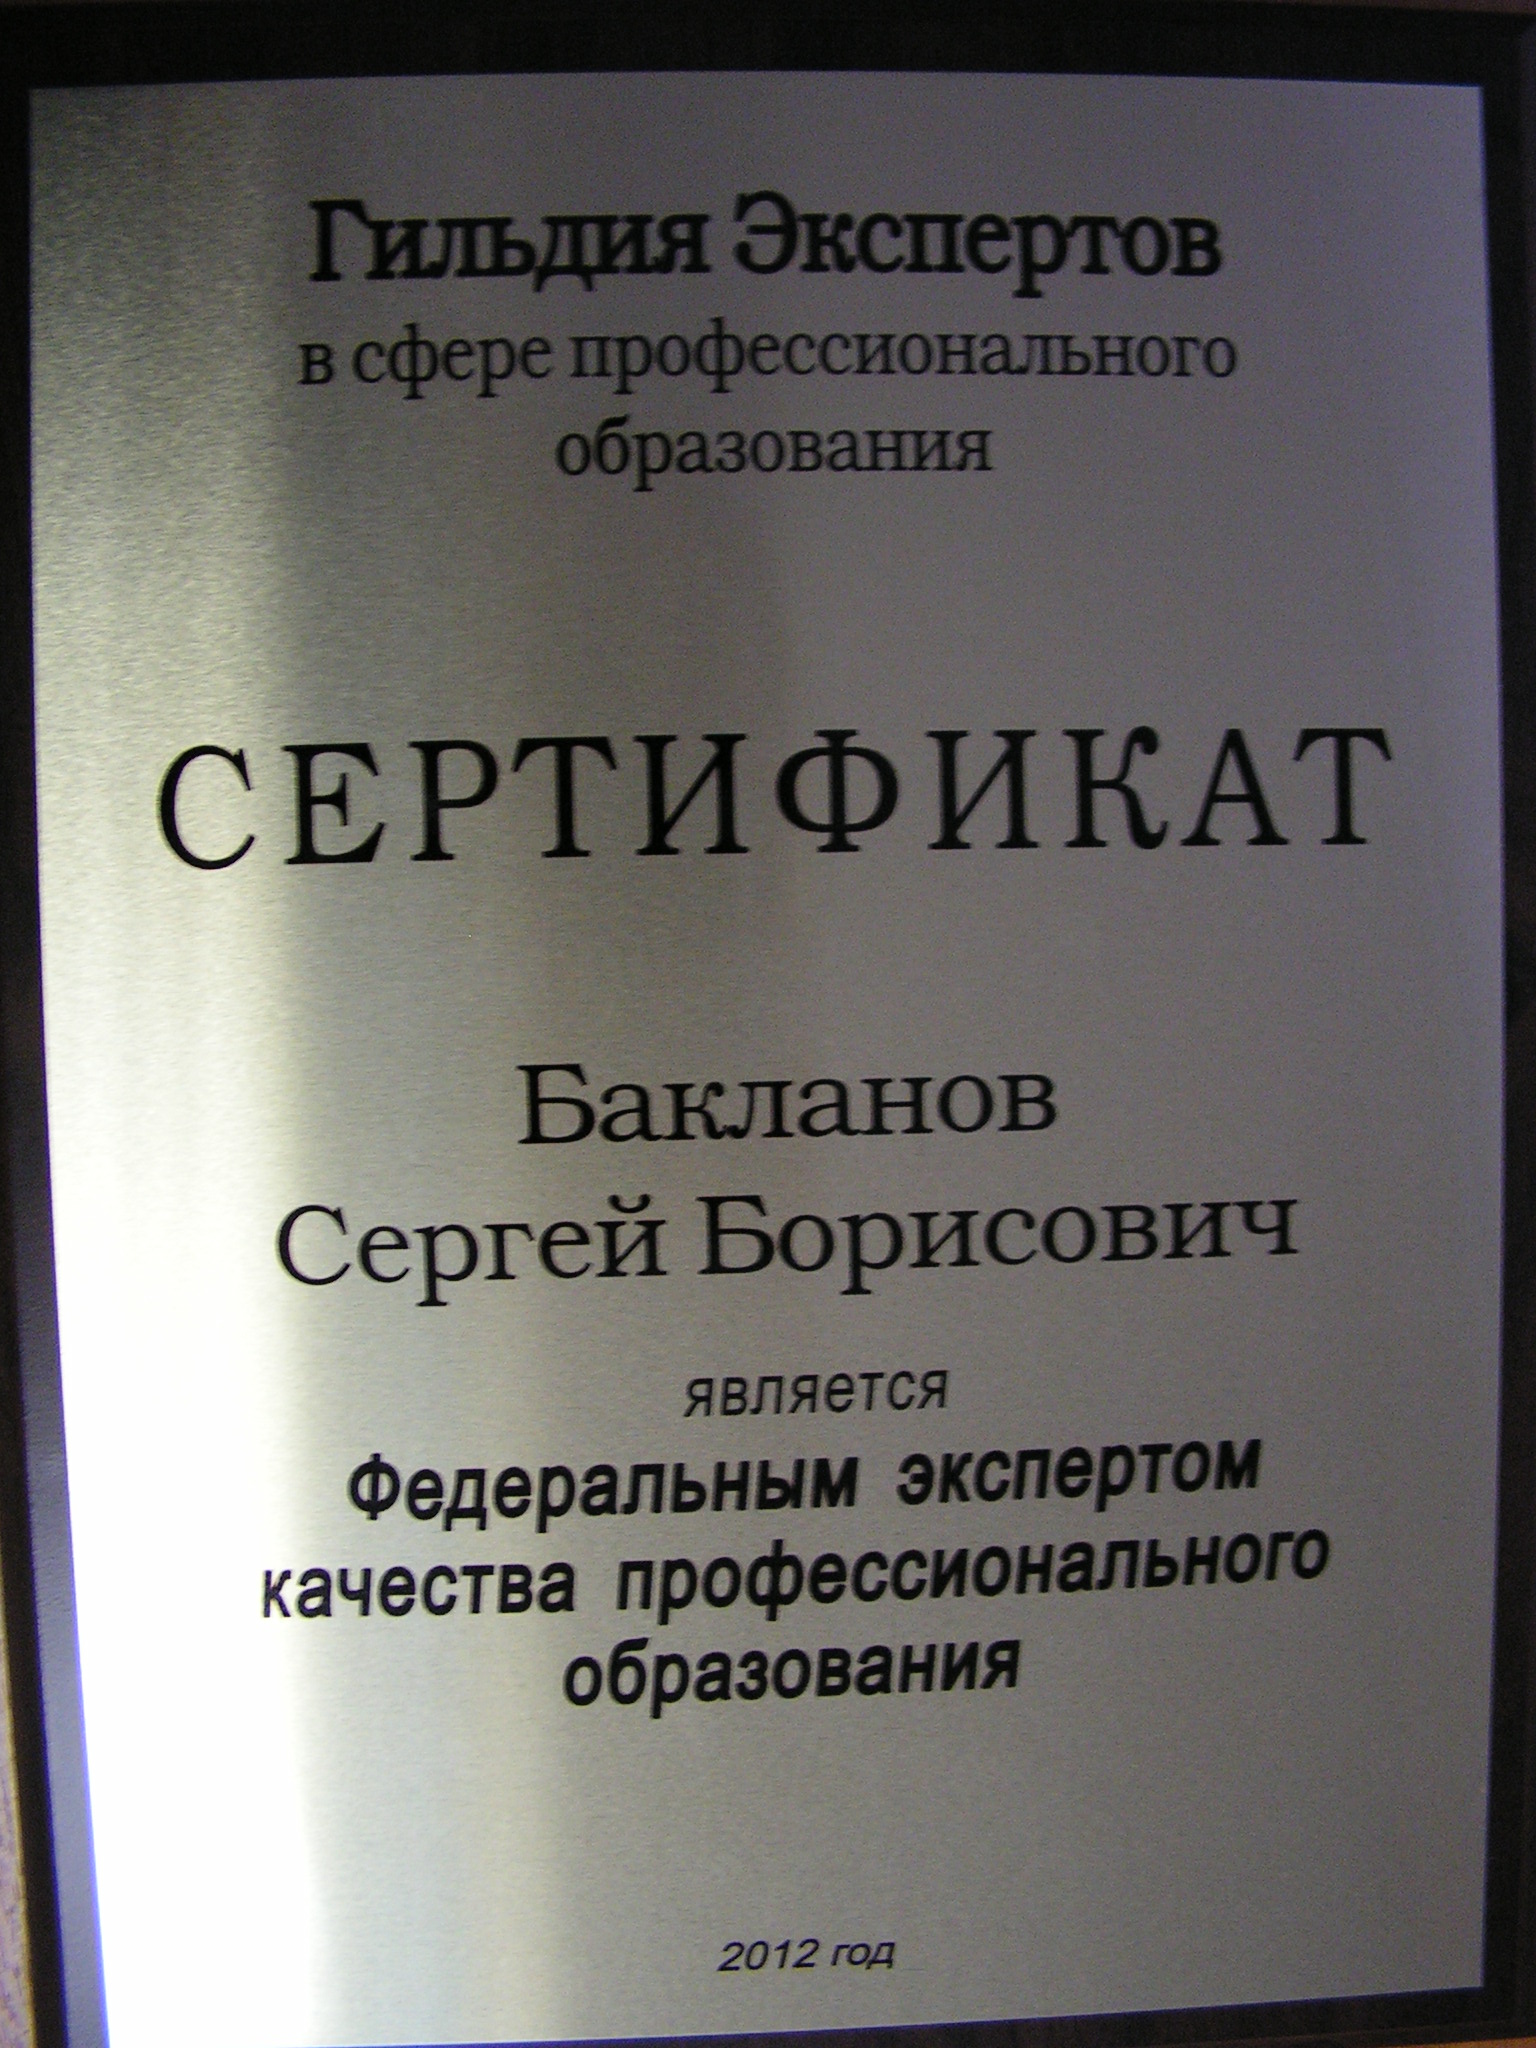 Гильдия Экспертов
в сфере профессионального
образования
СЕРТИФИКАТ
Бакланов
Сергей Борисович
является
Федеральным экспертом
качества профессионального
образования
2012 год